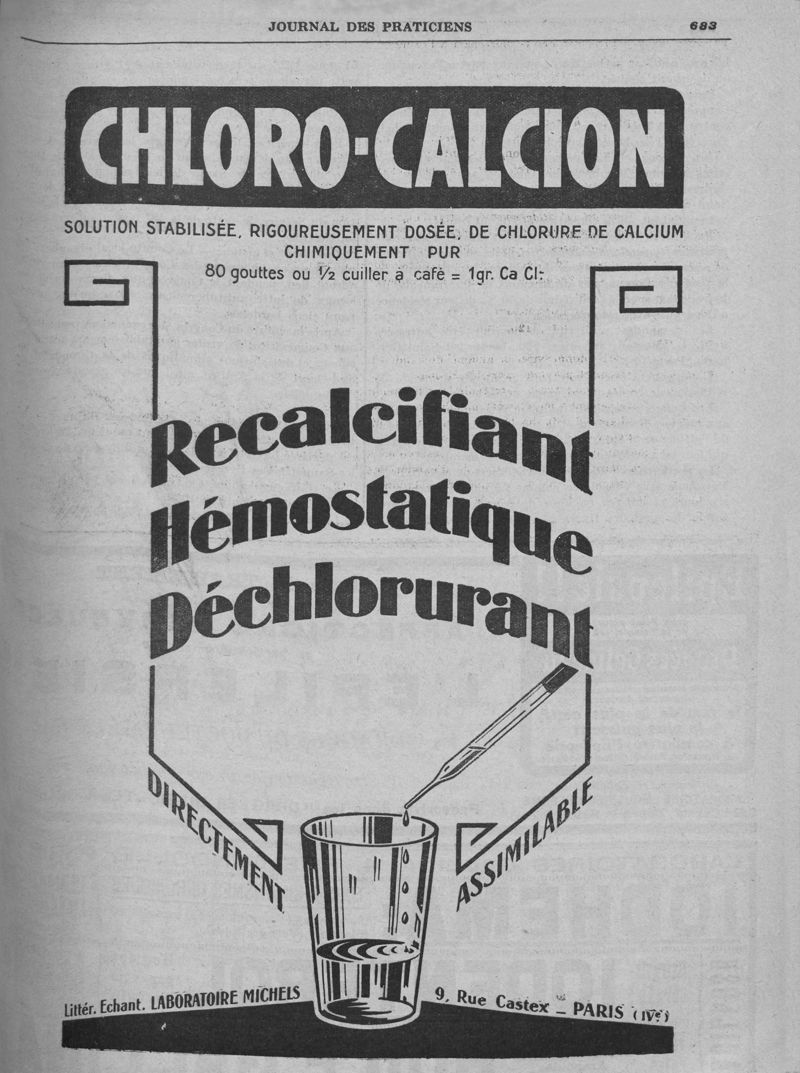 JOURNAL DES PRATICIENS 683
CHLORO-CALCION
SOLUTION STABILISÉE, RIGOUREUSEMENT DOSÉE, DE CHLORURE DE CALCIUM
CHIMIQUEMENT PUR
80 gouttes ou 1/2 cuiller à café = 1gr. Ca Cl²
Recalcifiant
Hémostatique
Déchlorurant
DIRECTEMENT
ASSIMILABLE
Littér. Echant. LABORATOIRE MICHELS
9, Rue Castex - PARIS (IVe)